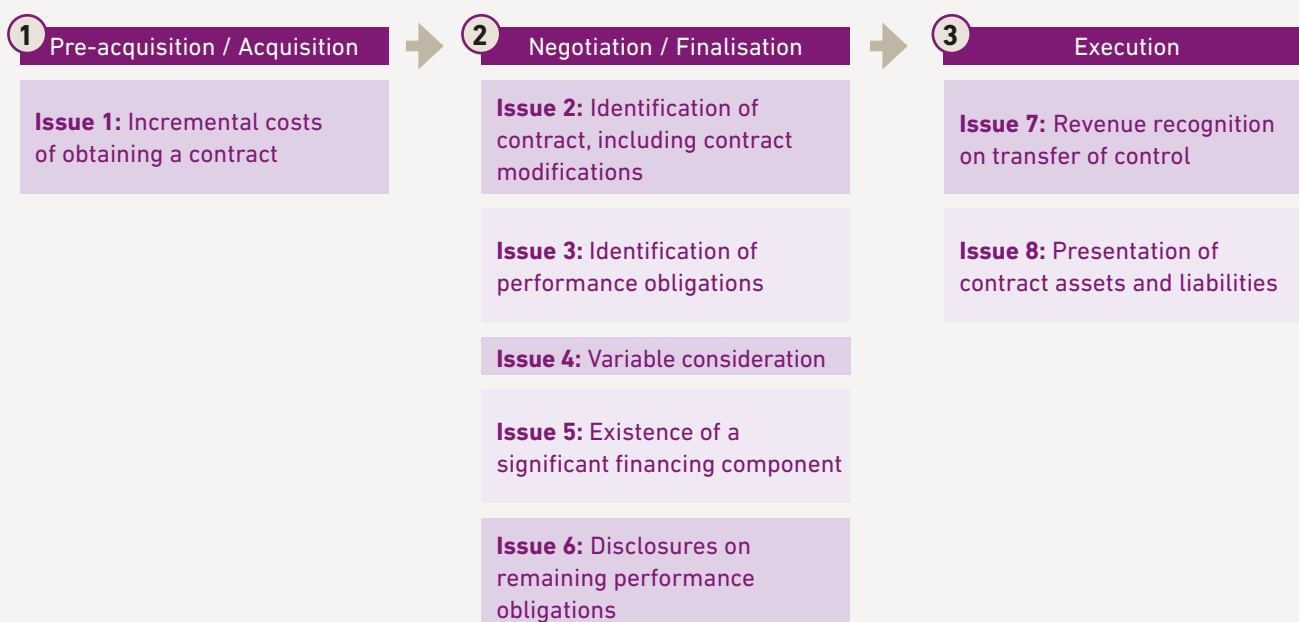 1
Pre-acquisition / Acquisition
Issue 1: Incremental costs
of obtaining a contract
2
Negotiation / Finalisation
Issue 2: Identification of
contract, including contract
modifications
Issue 3: Identification of
performance obligations
Issue 4: Variable consideration
Issue 5: Existence of a
significant financing component
Issue 6: Disclosures on
remaining performance
obligations
3
Execution
Issue 7: Revenue recognition
on transfer of control
Issue 8: Presentation of
contract assets and liabilities